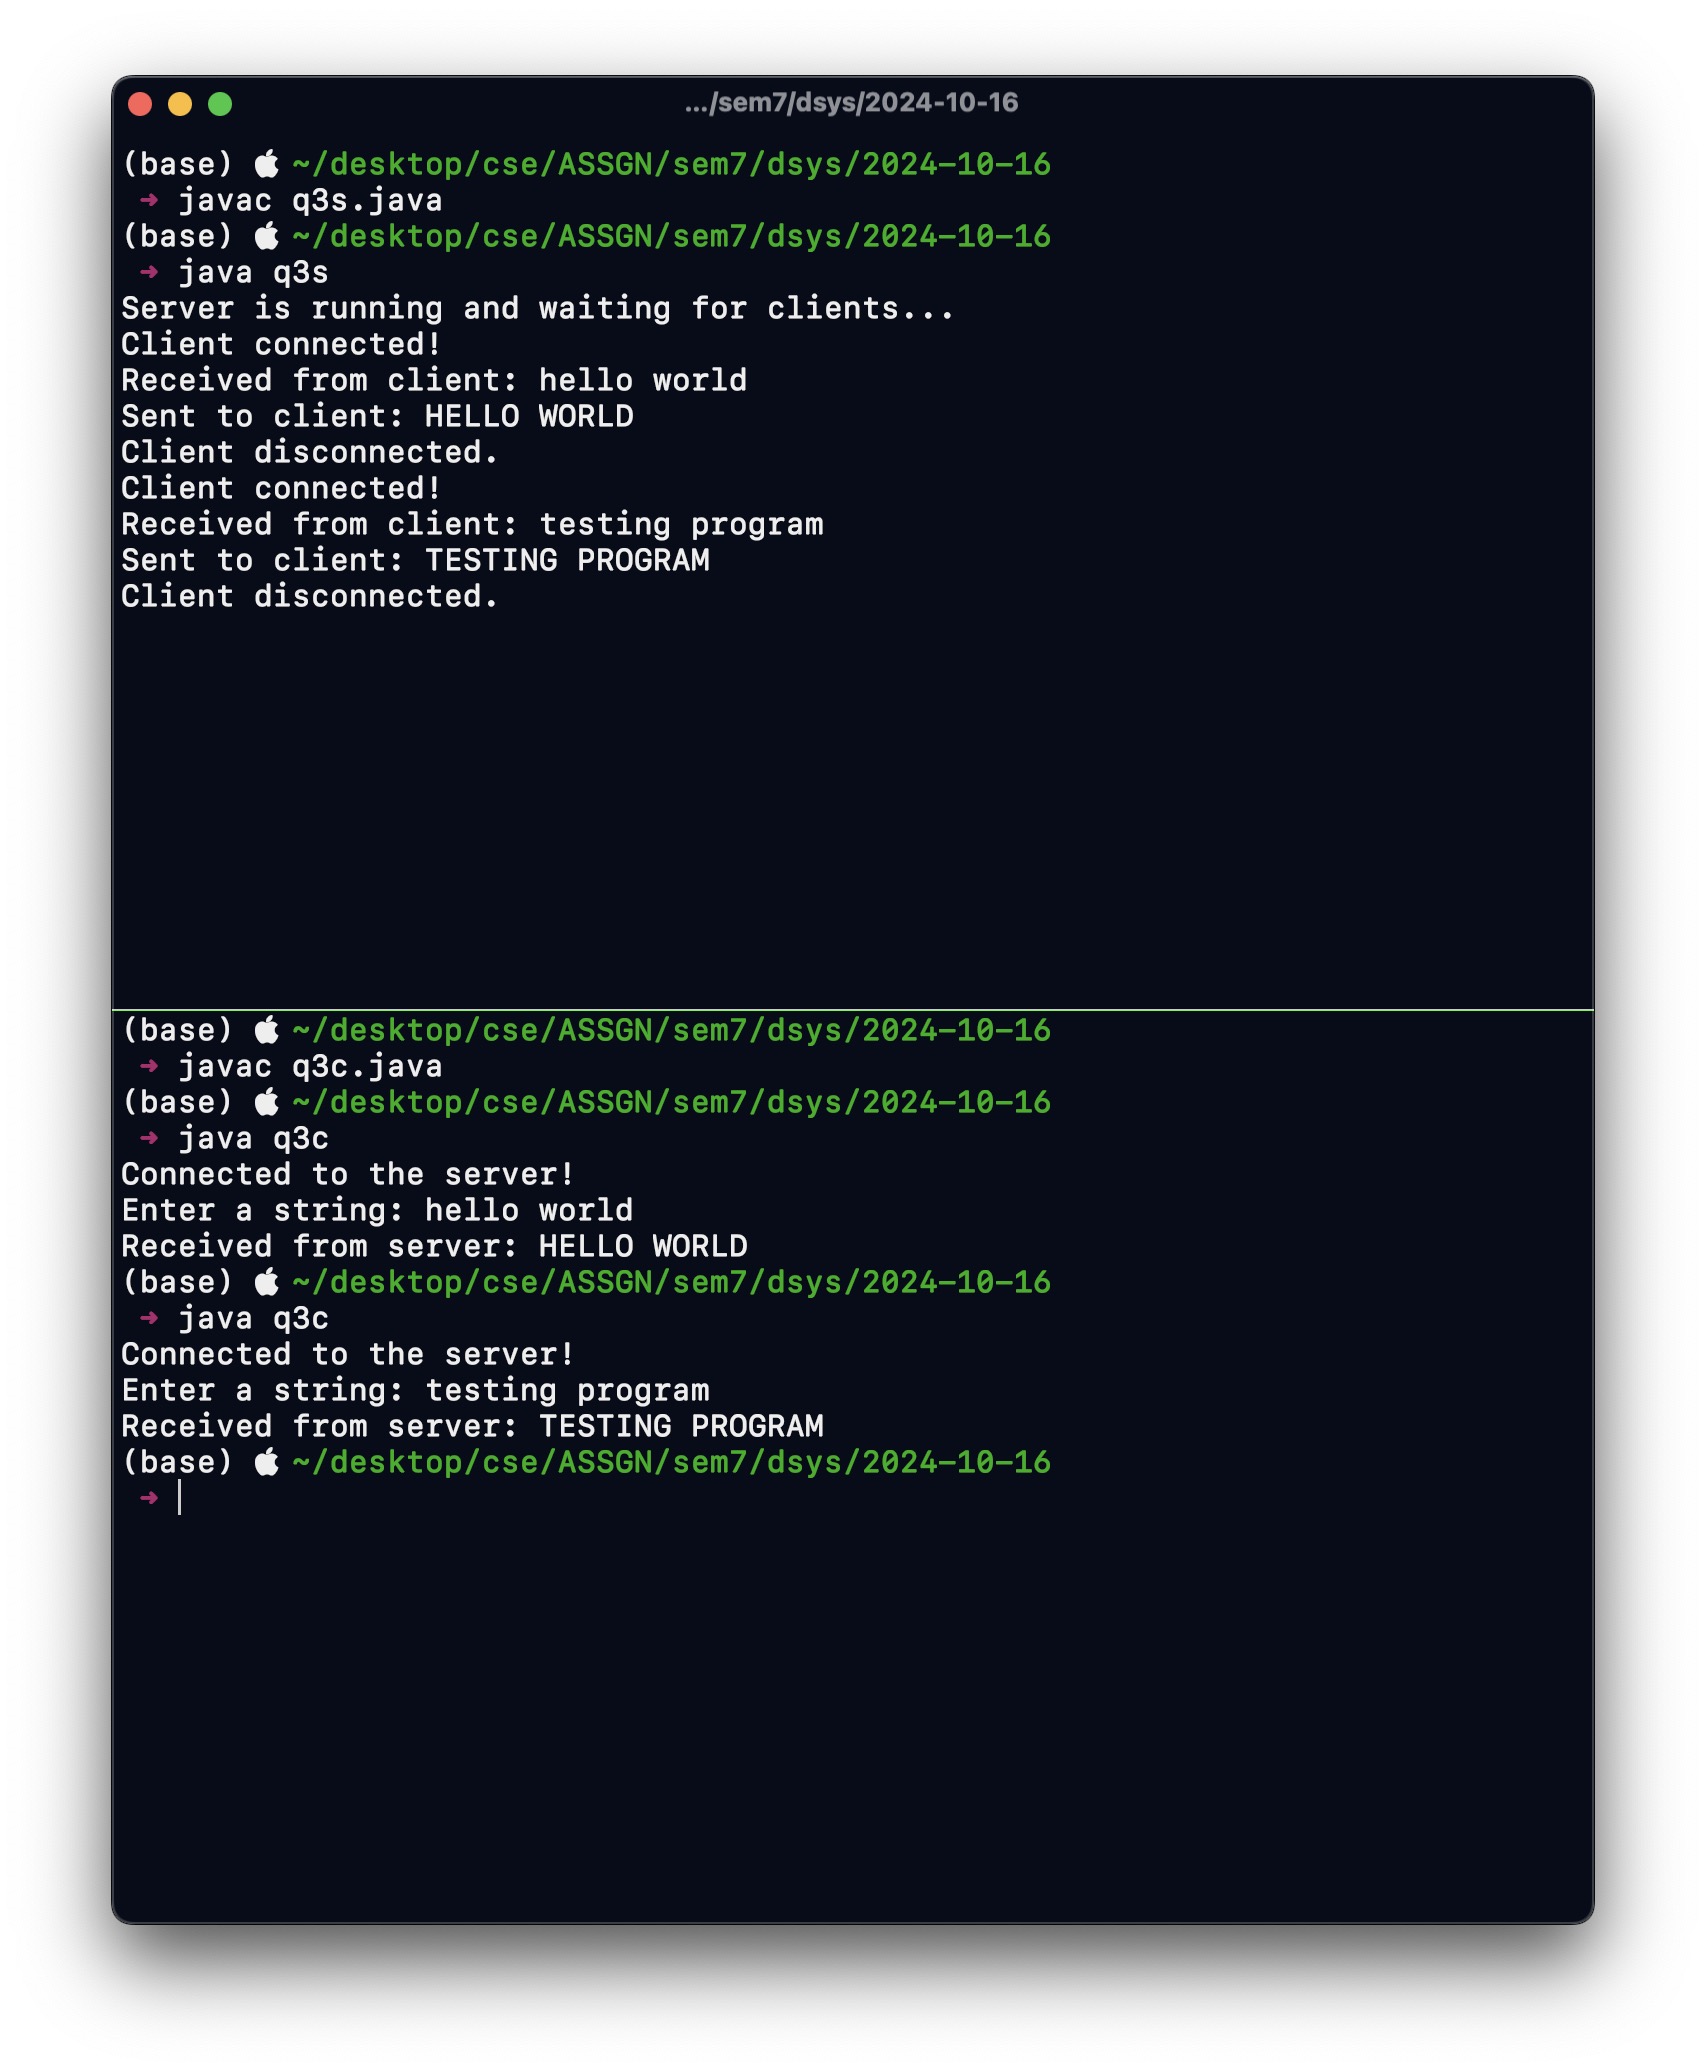 .../sem7/dsys/2024-10-16
(base)  ~/desktop/cse/ASSGN/sem7/dsys/2024-10-16
➜ javac q3s.java
(base)  ~/desktop/cse/ASSGN/sem7/dsys/2024-10-16
➜ java q3s
Server is running and waiting for clients...
Client connected!
Received from client: hello world
Sent to client: HELLO WORLD
Client disconnected.
Client connected!
Received from client: testing program
Sent to client: TESTING PROGRAM
Client disconnected.
(base)  ~/desktop/cse/ASSGN/sem7/dsys/2024-10-16
➜ javac q3c.java
(base)  ~/desktop/cse/ASSGN/sem7/dsys/2024-10-16
➜ java q3c
Connected to the server!
Enter a string: hello world
Received from server: HELLO WORLD
(base)  ~/desktop/cse/ASSGN/sem7/dsys/2024-10-16
➜ java q3c
Connected to the server!
Enter a string: testing program
Received from server: TESTING PROGRAM
(base)  ~/desktop/cse/ASSGN/sem7/dsys/2024-10-16
➜